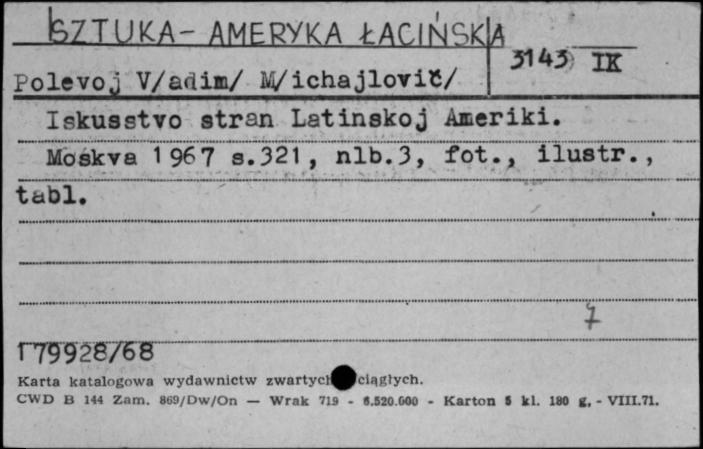 SZTUKA - AMERYKA ŁACIŃSKA
3143 IK
Polevoj V/adim/ M/ichajlovič/
Iskusstvo stran Latinskoj Ameriki.
Moskva 1967 s.321, nlb.3, fot., ilustr.,
tabl.
7
179928/68
Karta katalogowa wydawnictw zwartych ciągłych.
CWD B 144 Zam. 869/Dw/On — Wrak 719 - 6.520.000 - Karton 5 kl. 180 g. - VIII.71.